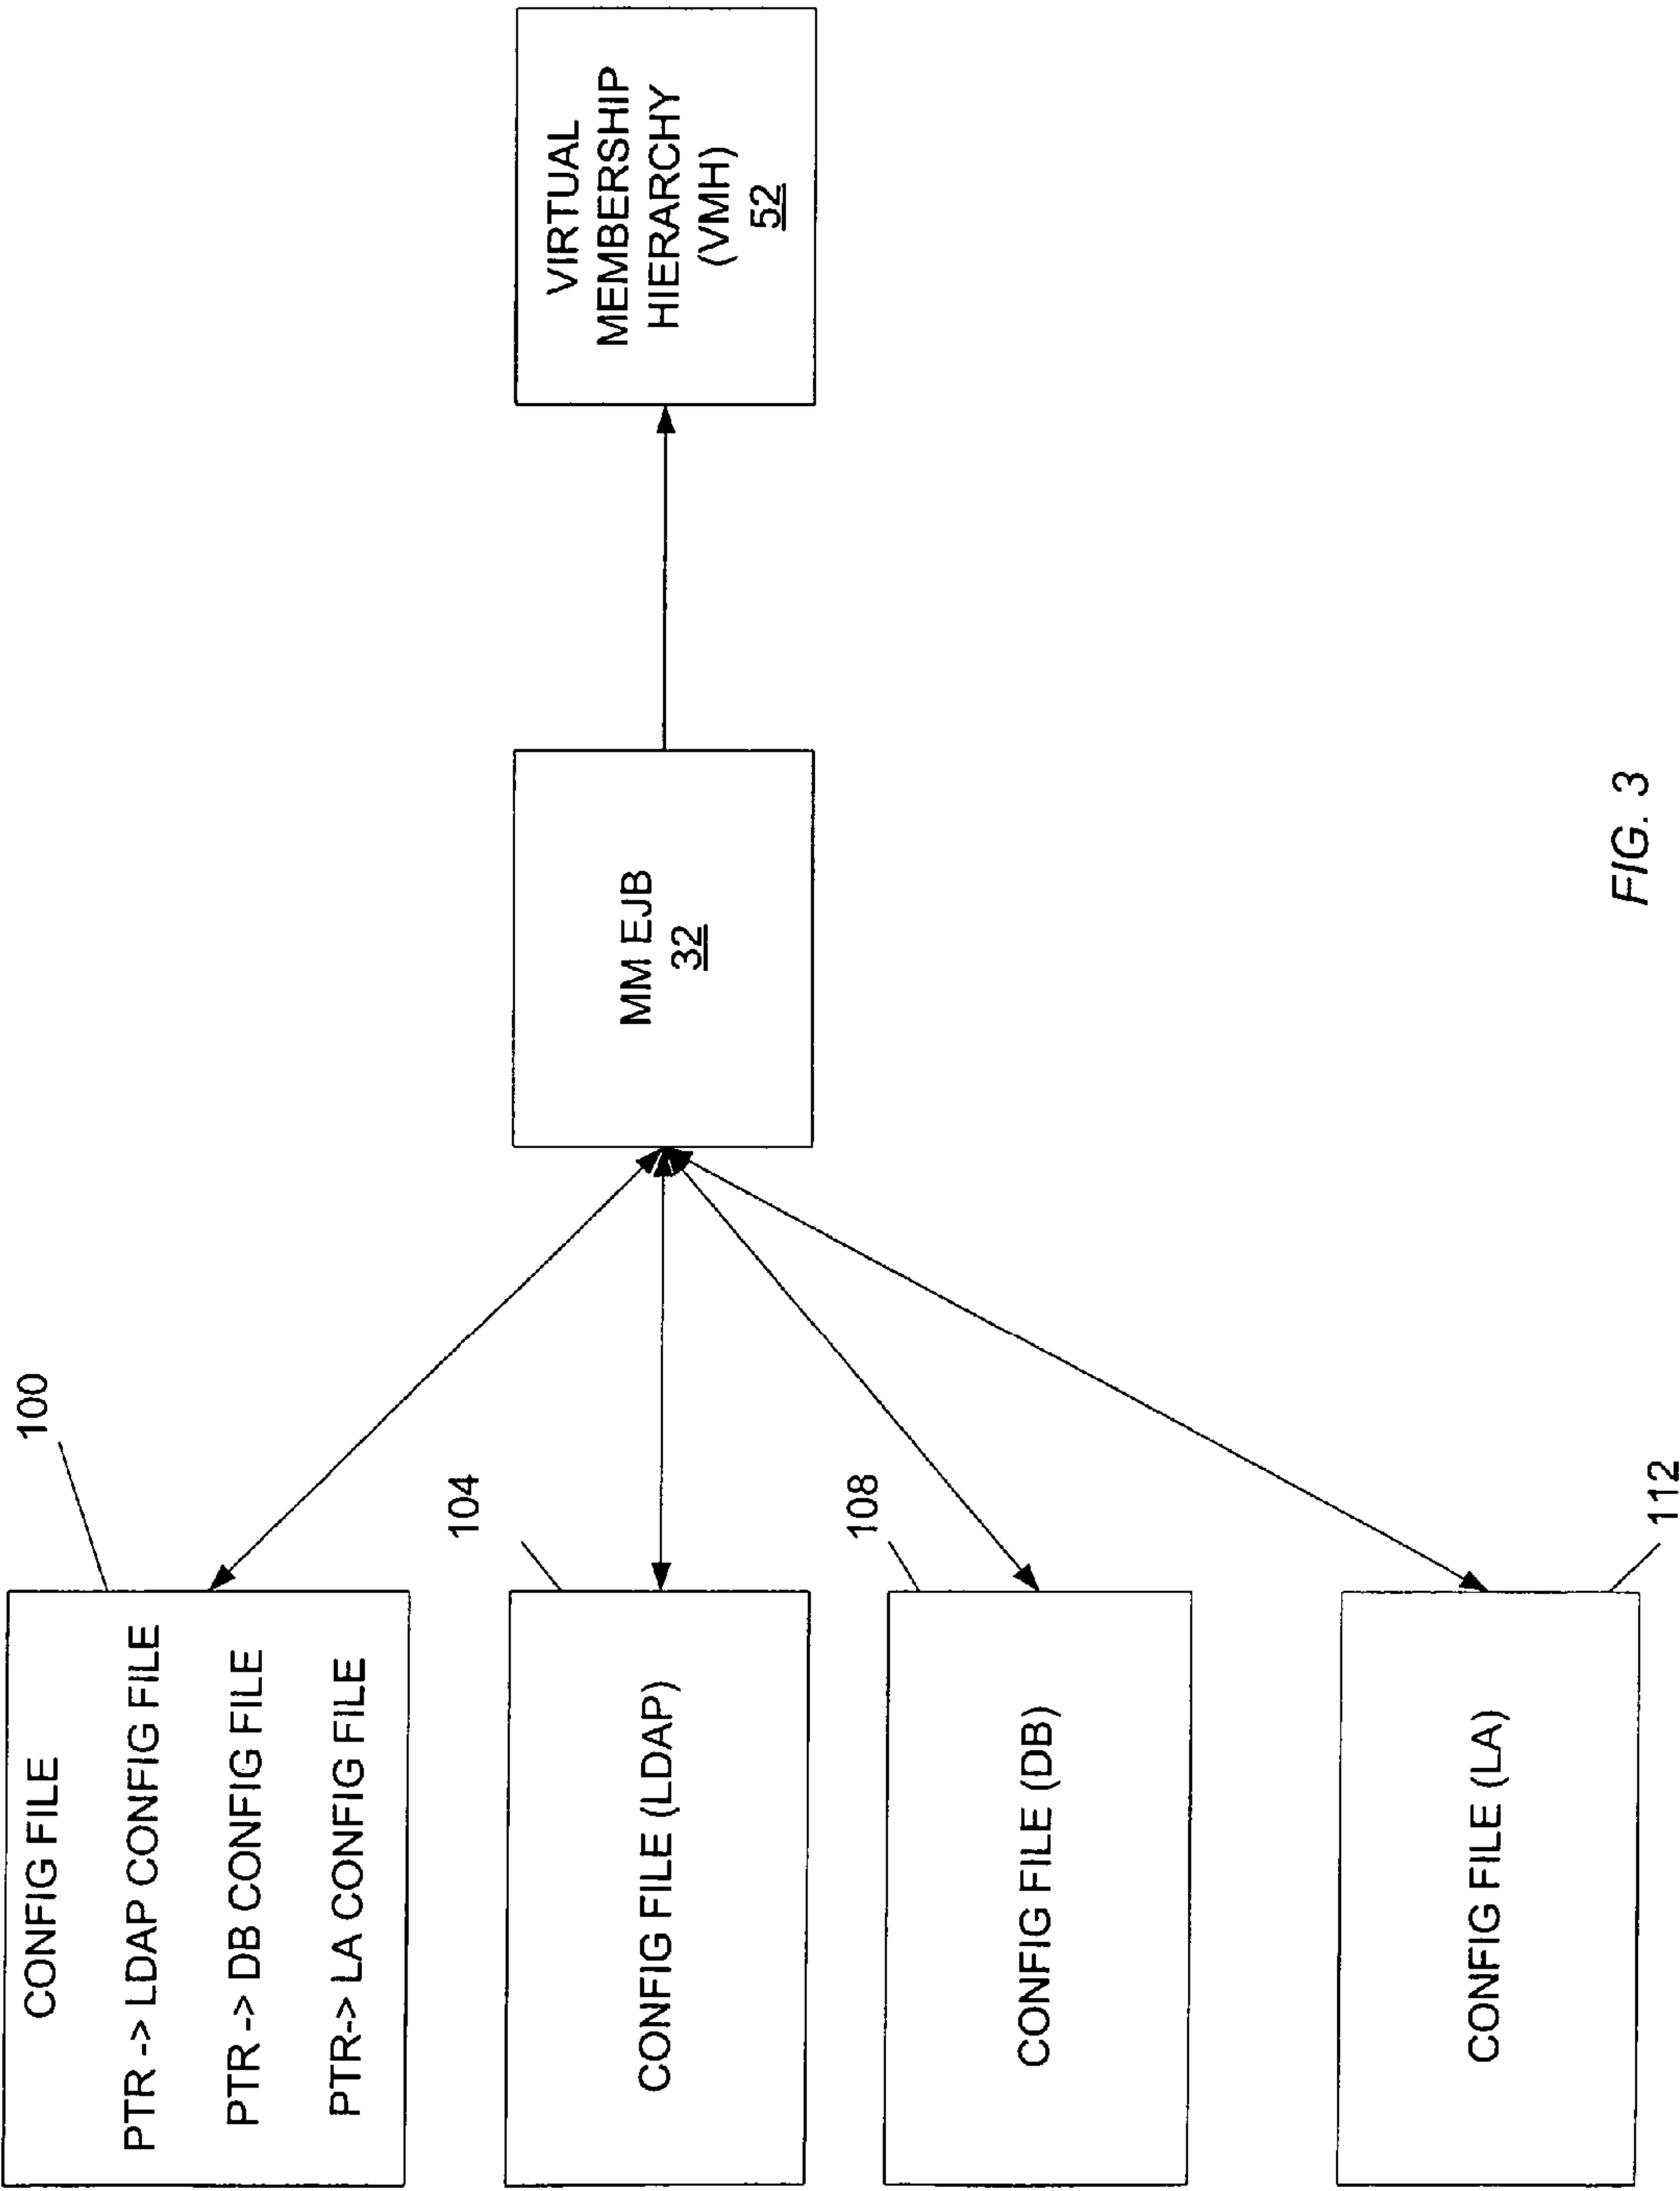 100
CONFIG FILE
PTR -> LDAP CONFIG FILE
PTR -> DB CONFIG FILE
PTR-> LA CONFIG FILE
104
CONFIG FILE (LDAP)
108
CONFIG FILE (DB)
112
CONFIG FILE (LA)
MM EJB
32
VIRTUAL
MEMBERSHIP
HIERARCHY
(VMH)
52
FIG. 3